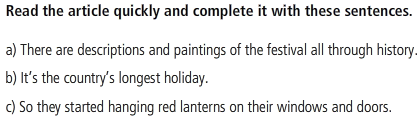 Read the article quickly and complete it with these sentences.
a) There are descriptions and paintings of the festival all through history.
b) It's the country's longest holiday.
c) So they started hanging red lanterns on their windows and doors.